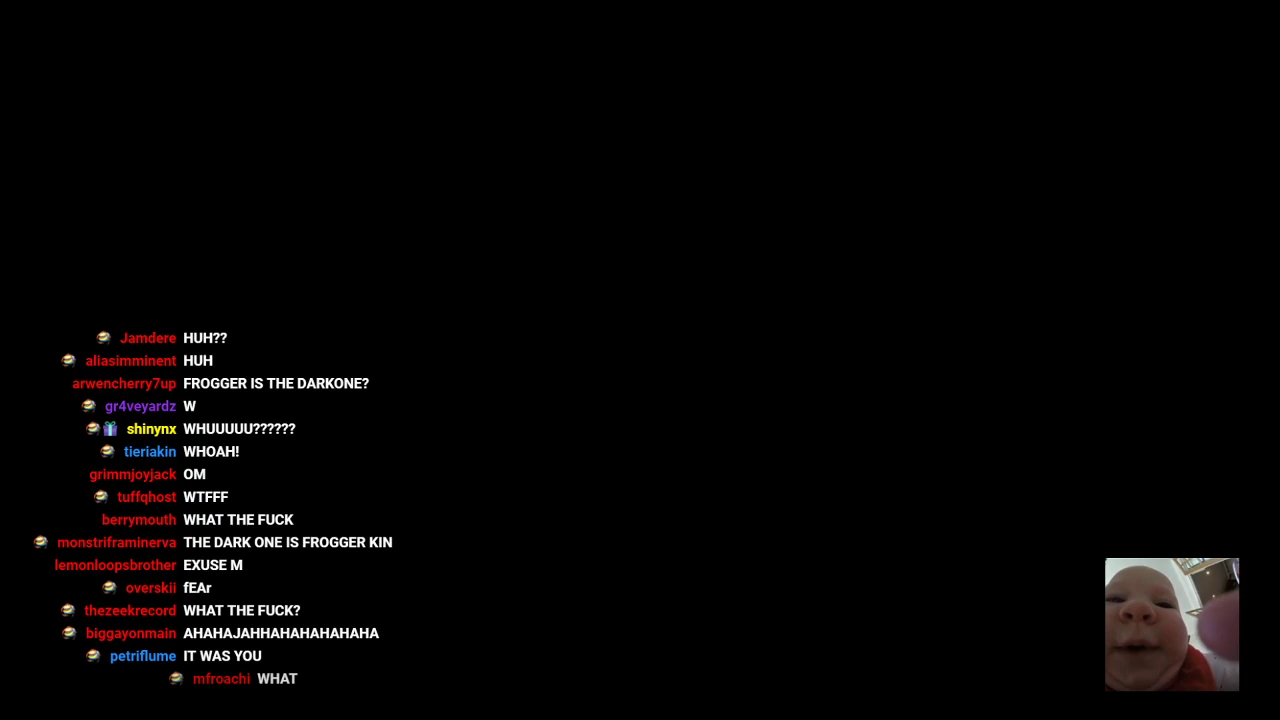 Jamdere HUH??
aliasimminent HUH
arwencherry7up FROGGER IS THE DARKONE?
gr4veyardz W
shinynx WHUUUUU??????
tieriakin WHOAH!
grimmjoyjack OM
tuffqhost WTFFF
berrymouth WHAT THE FUCK
monstriframinerva THE DARK ONE IS FROGGER KIN
lemonloopsbrother EXUSE M
overskii fEAr
thezeekrecord WHAT THE FUCK?
biggayonmain AHAHAJAHHAHAHAHAHAHA
petriflume IT WAS YOU
mfroachi WHAT